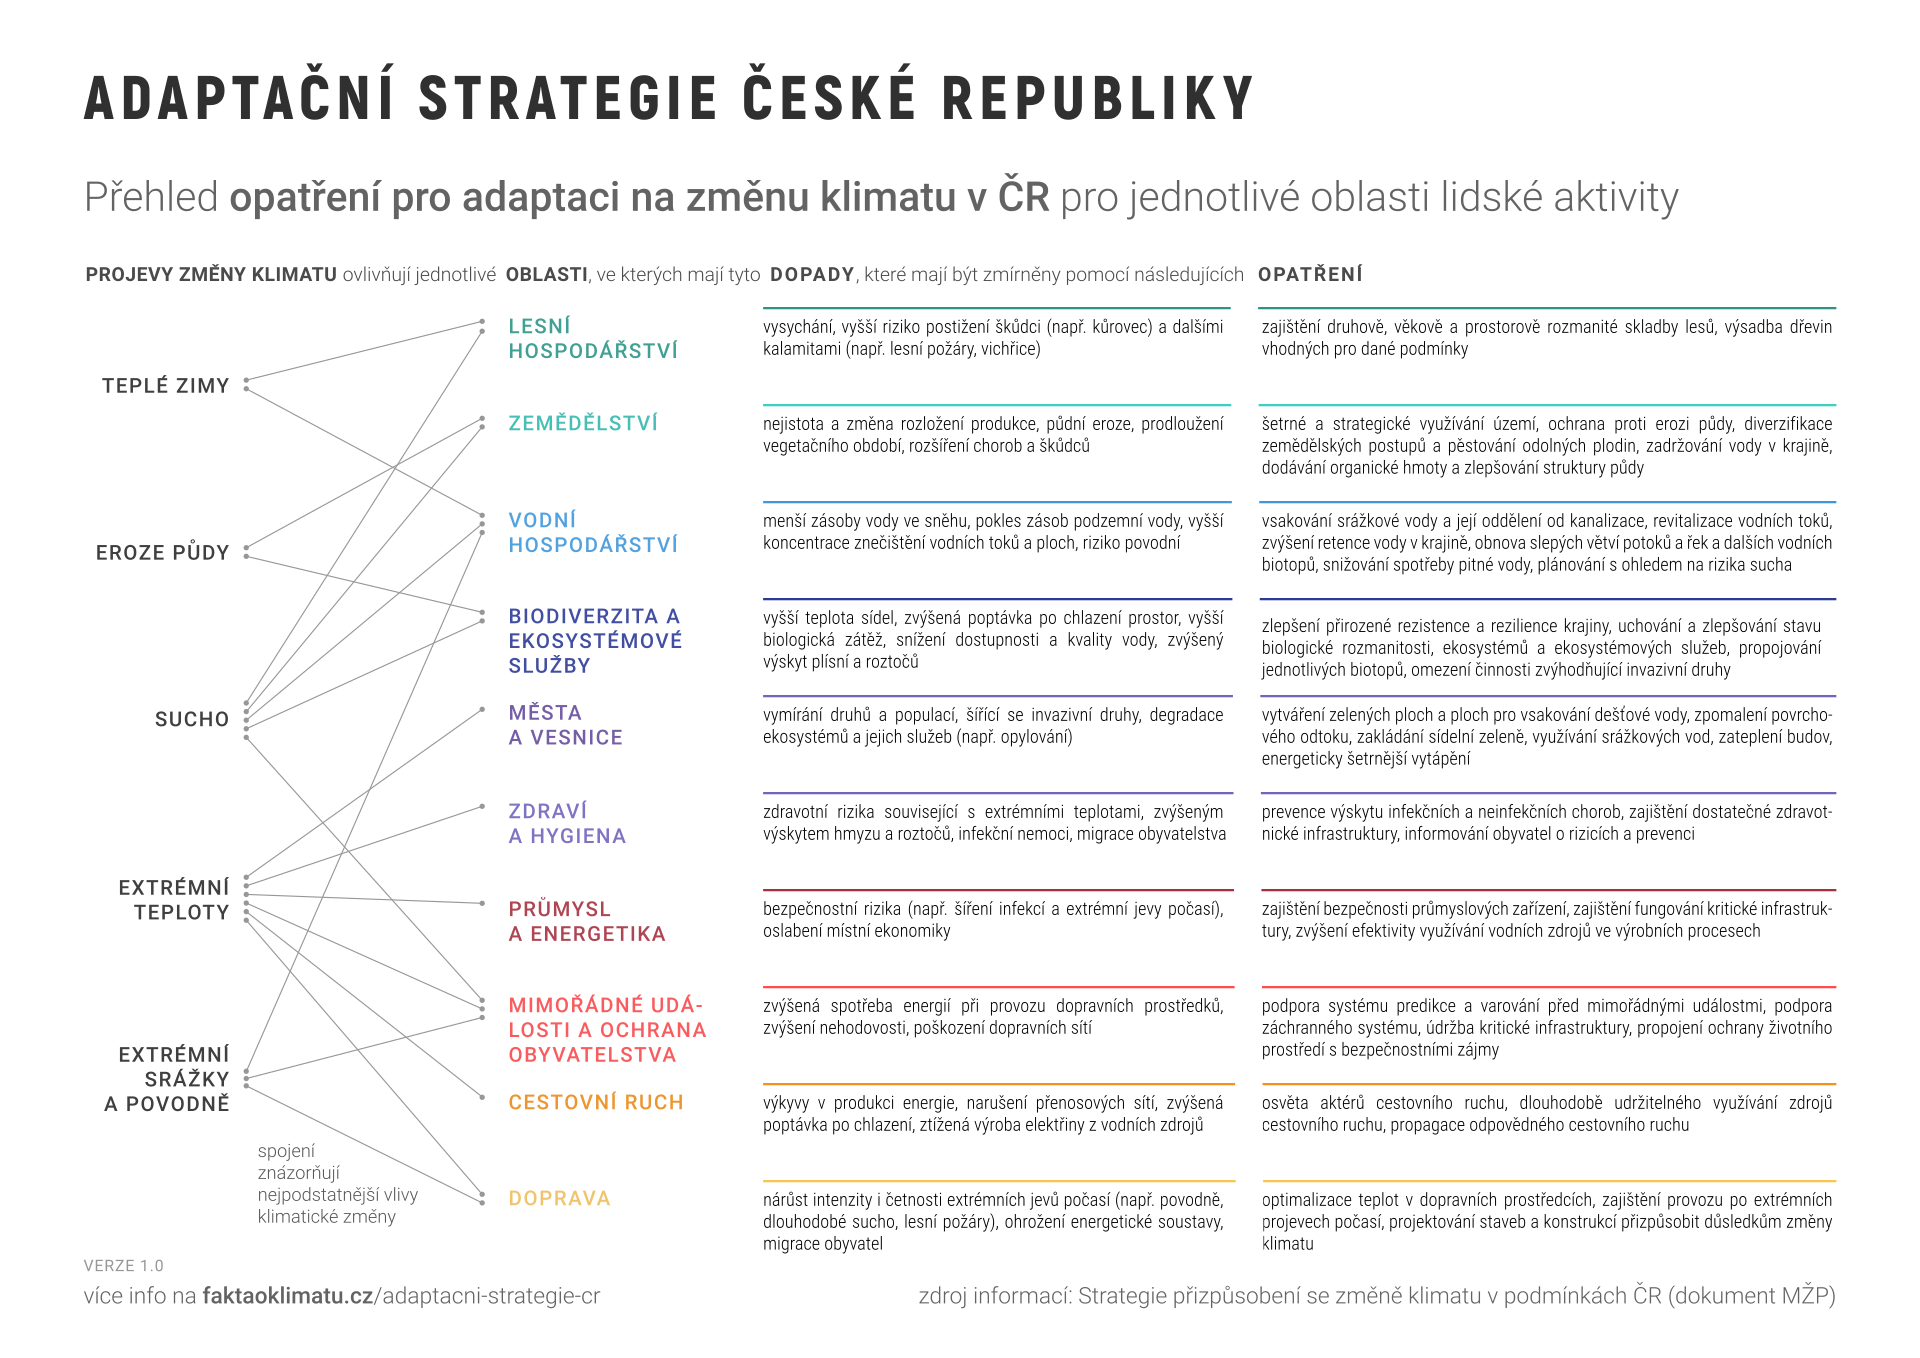 ADAPTAČNÍ STRATEGIE ČESKÉ REPUBLIKY
Přehled opatření pro adaptaci na změnu klimatu v ČR pro jednotlivé oblasti lidské aktivity
PROJEVY ZMĚNY KLIMATU ovlivňují jednotlivé OBLASTI, ve kterých mají tyto DOPADY, které mají být zmírněny pomocí následujících OPATŘENÍ
TEPLÉ ZIMY
EROZE PŮDY
SUCHO
EXTRÉMNÍ
TEPLOTY
EXTRÉMNÍ
SRÁŽKY
A POVODNĚ
spojení
znázorňují
nejpodstatnější vlivy
klimatické změny
LESNÍ
HOSPODÁŘSTVÍ
vysychání, vyšší riziko postižení škůdci (např. kůrovec) a dalšími
kalamitami (např. lesní požáry, vichřice)
zajištění druhově, věkově a prostorově rozmanité skladby lesů, výsadba dřevin
vhodných pro dané podmínky
ZEMĚDĚLSTVÍ
nejistota a změna rozložení produkce, půdní eroze, prodloužení
vegetačního období, rozšíření chorob a škůdců
šetrné a strategické využívání území, ochrana proti erozi půdy, diverzifikace
zemědělských postupů a pěstování odolných plodin, zadržování vody v krajině,
dodávání organické hmoty a zlepšování struktury půdy
VODNÍ
HOSPODÁŘSTVÍ
menší zásoby vody ve sněhu, pokles zásob podzemní vody, vyšší
koncentrace znečištění vodních toků a ploch, riziko povodní
vsakování srážkové vody a její oddělení od kanalizace, revitalizace vodních toků,
zvýšení retence vody v krajině, obnova slepých větví potoků a řek a dalších vodních
biotopů, snižování spotřeby pitné vody, plánování s ohledem na rizika sucha
BIODIVERZITA A
EKOSYSTÉMOVÉ
SLUŽBY
vyšší teplota sídel, zvýšená poptávka po chlazení prostor, vyšší
biologická zátěž, snížení dostupnosti a kvality vody, zvýšený
výskyt plísní a roztočů
zlepšení přirozené rezistence a rezilience krajiny, uchování a zlepšování stavu
biologické rozmanitosti, ekosystémů a ekosystémových služeb, propojování
jednotlivých biotopů, omezení činnosti zvýhodňující invazivní druhy
MĚSTA
A VESNICE
vymírání druhů a populací, šířící se invazivní druhy, degradace
ekosystémů a jejich služeb (např. opylování)
vytváření zelených ploch a ploch pro vsakování dešťové vody, zpomalení povrcho-
vého odtoku, zakládání sídelní zeleně, využívání srážkových vod, zateplení budov,
energeticky šetrnější vytápění
ZDRAVÍ
A HYGIENA
zdravotní rizika související s extrémními teplotami, zvýšeným
výskytem hmyzu a roztočů, infekční nemoci, migrace obyvatelstva
prevence výskytu infekčních a neinfekčních chorob, zajištění dostatečné zdravot-
nické infrastruktury, informování obyvatel o rizicích a prevenci
PRŮMYSL
A ENERGETIKA
bezpečnostní rizika (např. šíření infekcí a extrémní jevy počasí),
oslabení místní ekonomiky
zajištění bezpečnosti průmyslových zařízení, zajištění fungování kritické infrastruk-
tury, zvýšení efektivity využívání vodních zdrojů ve výrobních procesech
MIMOŘÁDNÉ UDÁ-
LOSTI A OCHRANA
OBYVATELSTVA
zvýšená spotřeba energií při provozu dopravních prostředků,
zvýšení nehodovosti, poškození dopravních sítí
podpora systému predikce a varování před mimořádnými událostmi, podpora
záchranného systému, údržba kritické infrastruktury, propojení ochrany životního
prostředí s bezpečnostními zájmy
CESTOVNÍ RUCH
výkyvy v produkci energie, narušení přenosových sítí, zvýšená
poptávka po chlazení, ztížená výroba elektřiny z vodních zdrojů
osvěta aktérů cestovního ruchu, dlouhodobě udržitelného využívání zdrojů
cestovního ruchu, propagace odpovědného cestovního ruchu
DOPRAVA
nárůst intenzity i četnosti extrémních jevů počasí (např. povodně,
dlouhodobé sucho, lesní požáry), ohrožení energetické soustavy,
migrace obyvatel
optimalizace teplot v dopravních prostředcích, zajištění provozu po extrémních
projevech počasí, projektování staveb a konstrukcí přizpůsobit důsledkům změny
klimatu
VERZE 1.0
více info na faktaoklimatu.cz/adaptacni-strategie-cr
zdroj informací: Strategie přizpůsobení se změně klimatu v podmínkách ČR (dokument MŽP)